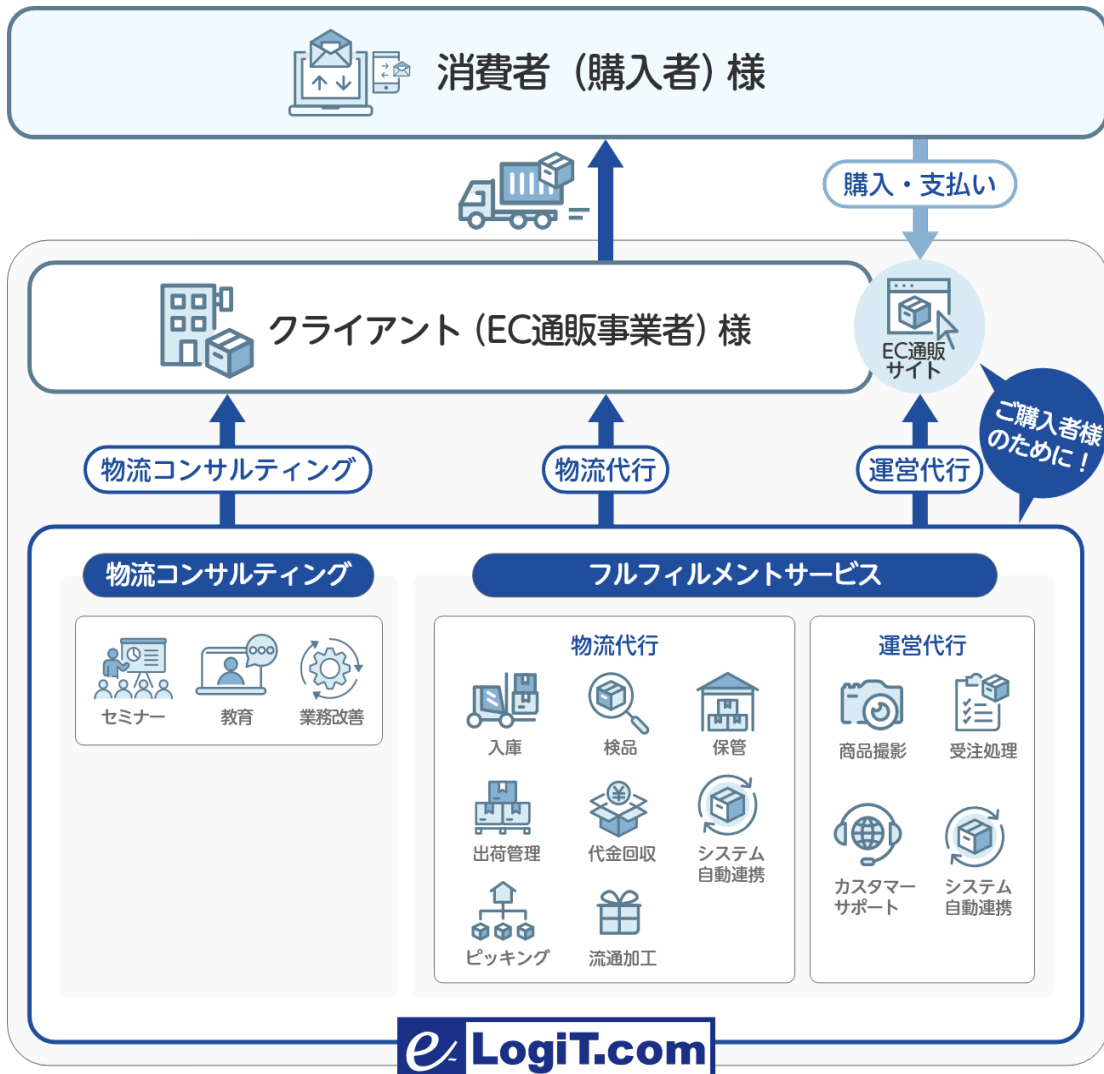 消費者（購入者）様
購入・支払い
クライアント（EC通販事業者）様
EC通販
サイト
ご購入者様
のために！
物流コンサルティング
物流代行
運営代行
物流コンサルティング
フルフィルメントサービス
セミナー
教育
業務改善
物流代行
入庫
検品
保管
出荷管理
¥
代金回収
システム
自動連携
ピッキング
流通加工
運営代行
商品撮影
受注処理
カスタマー
サポート
システム
自動連携
e-LogiT.com